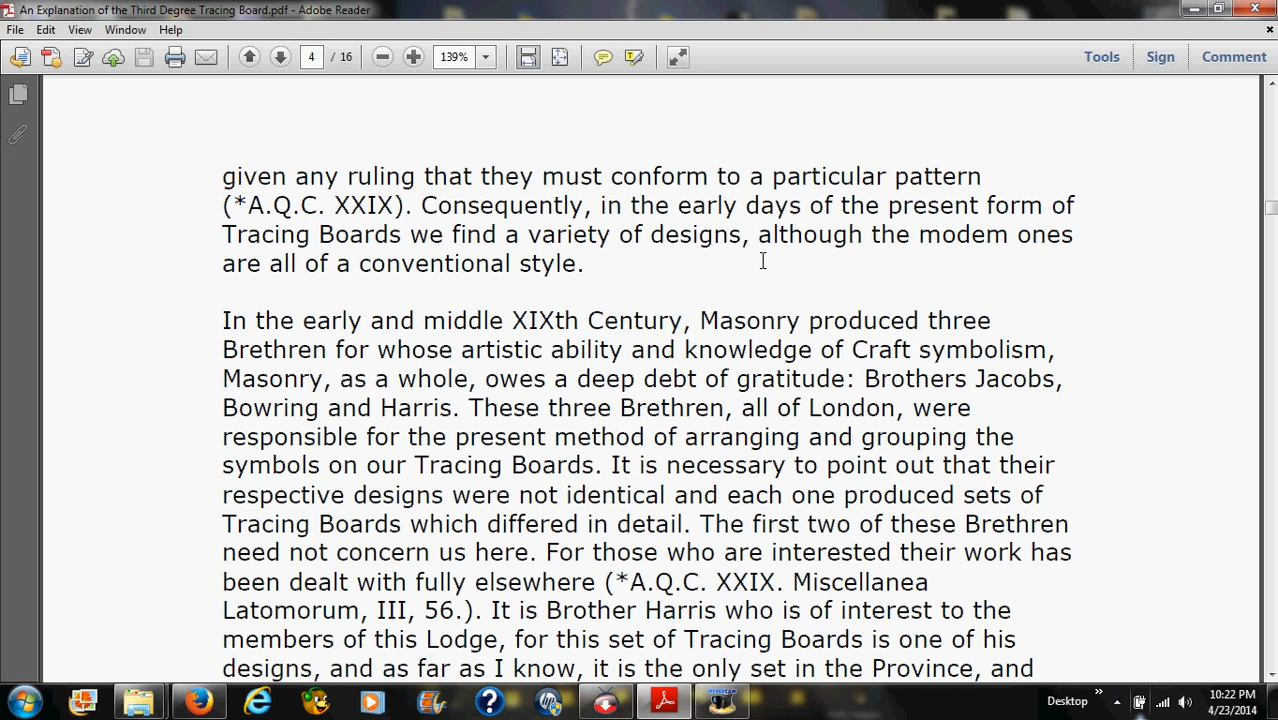 An Explanation of the Third Degree Tracing Board.pdf - Adobe Reader
File Edit View Window Help
4 / 16 139% Tools Sign Comment
given any ruling that they must conform to a particular pattern
(*A.Q.C. XXIX). Consequently, in the early days of the present form of
Tracing Boards we find a variety of designs, although the modem ones
are all of a conventional style.
In the early and middle XIXth Century, Masonry produced three
Brethren for whose artistic ability and knowledge of Craft symbolism,
Masonry, as a whole, owes a deep debt of gratitude: Brothers Jacobs,
Bowring and Harris. These three Brethren, all of London, were
responsible for the present method of arranging and grouping the
symbols on our Tracing Boards. It is necessary to point out that their
respective designs were not identical and each one produced sets of
Tracing Boards which differed in detail. The first two of these Brethren
need not concern us here. For those who are interested their work has
been dealt with fully elsewhere (*A.Q.C. XXIX. Miscellanea
Latomorum, III, 56.). It is Brother Harris who is of interest to the
members of this Lodge, for this set of Tracing Boards is one of his
designs, and as far as I know, it is the only set in the Province, and
Desktop 10:22 PM
4/23/2014